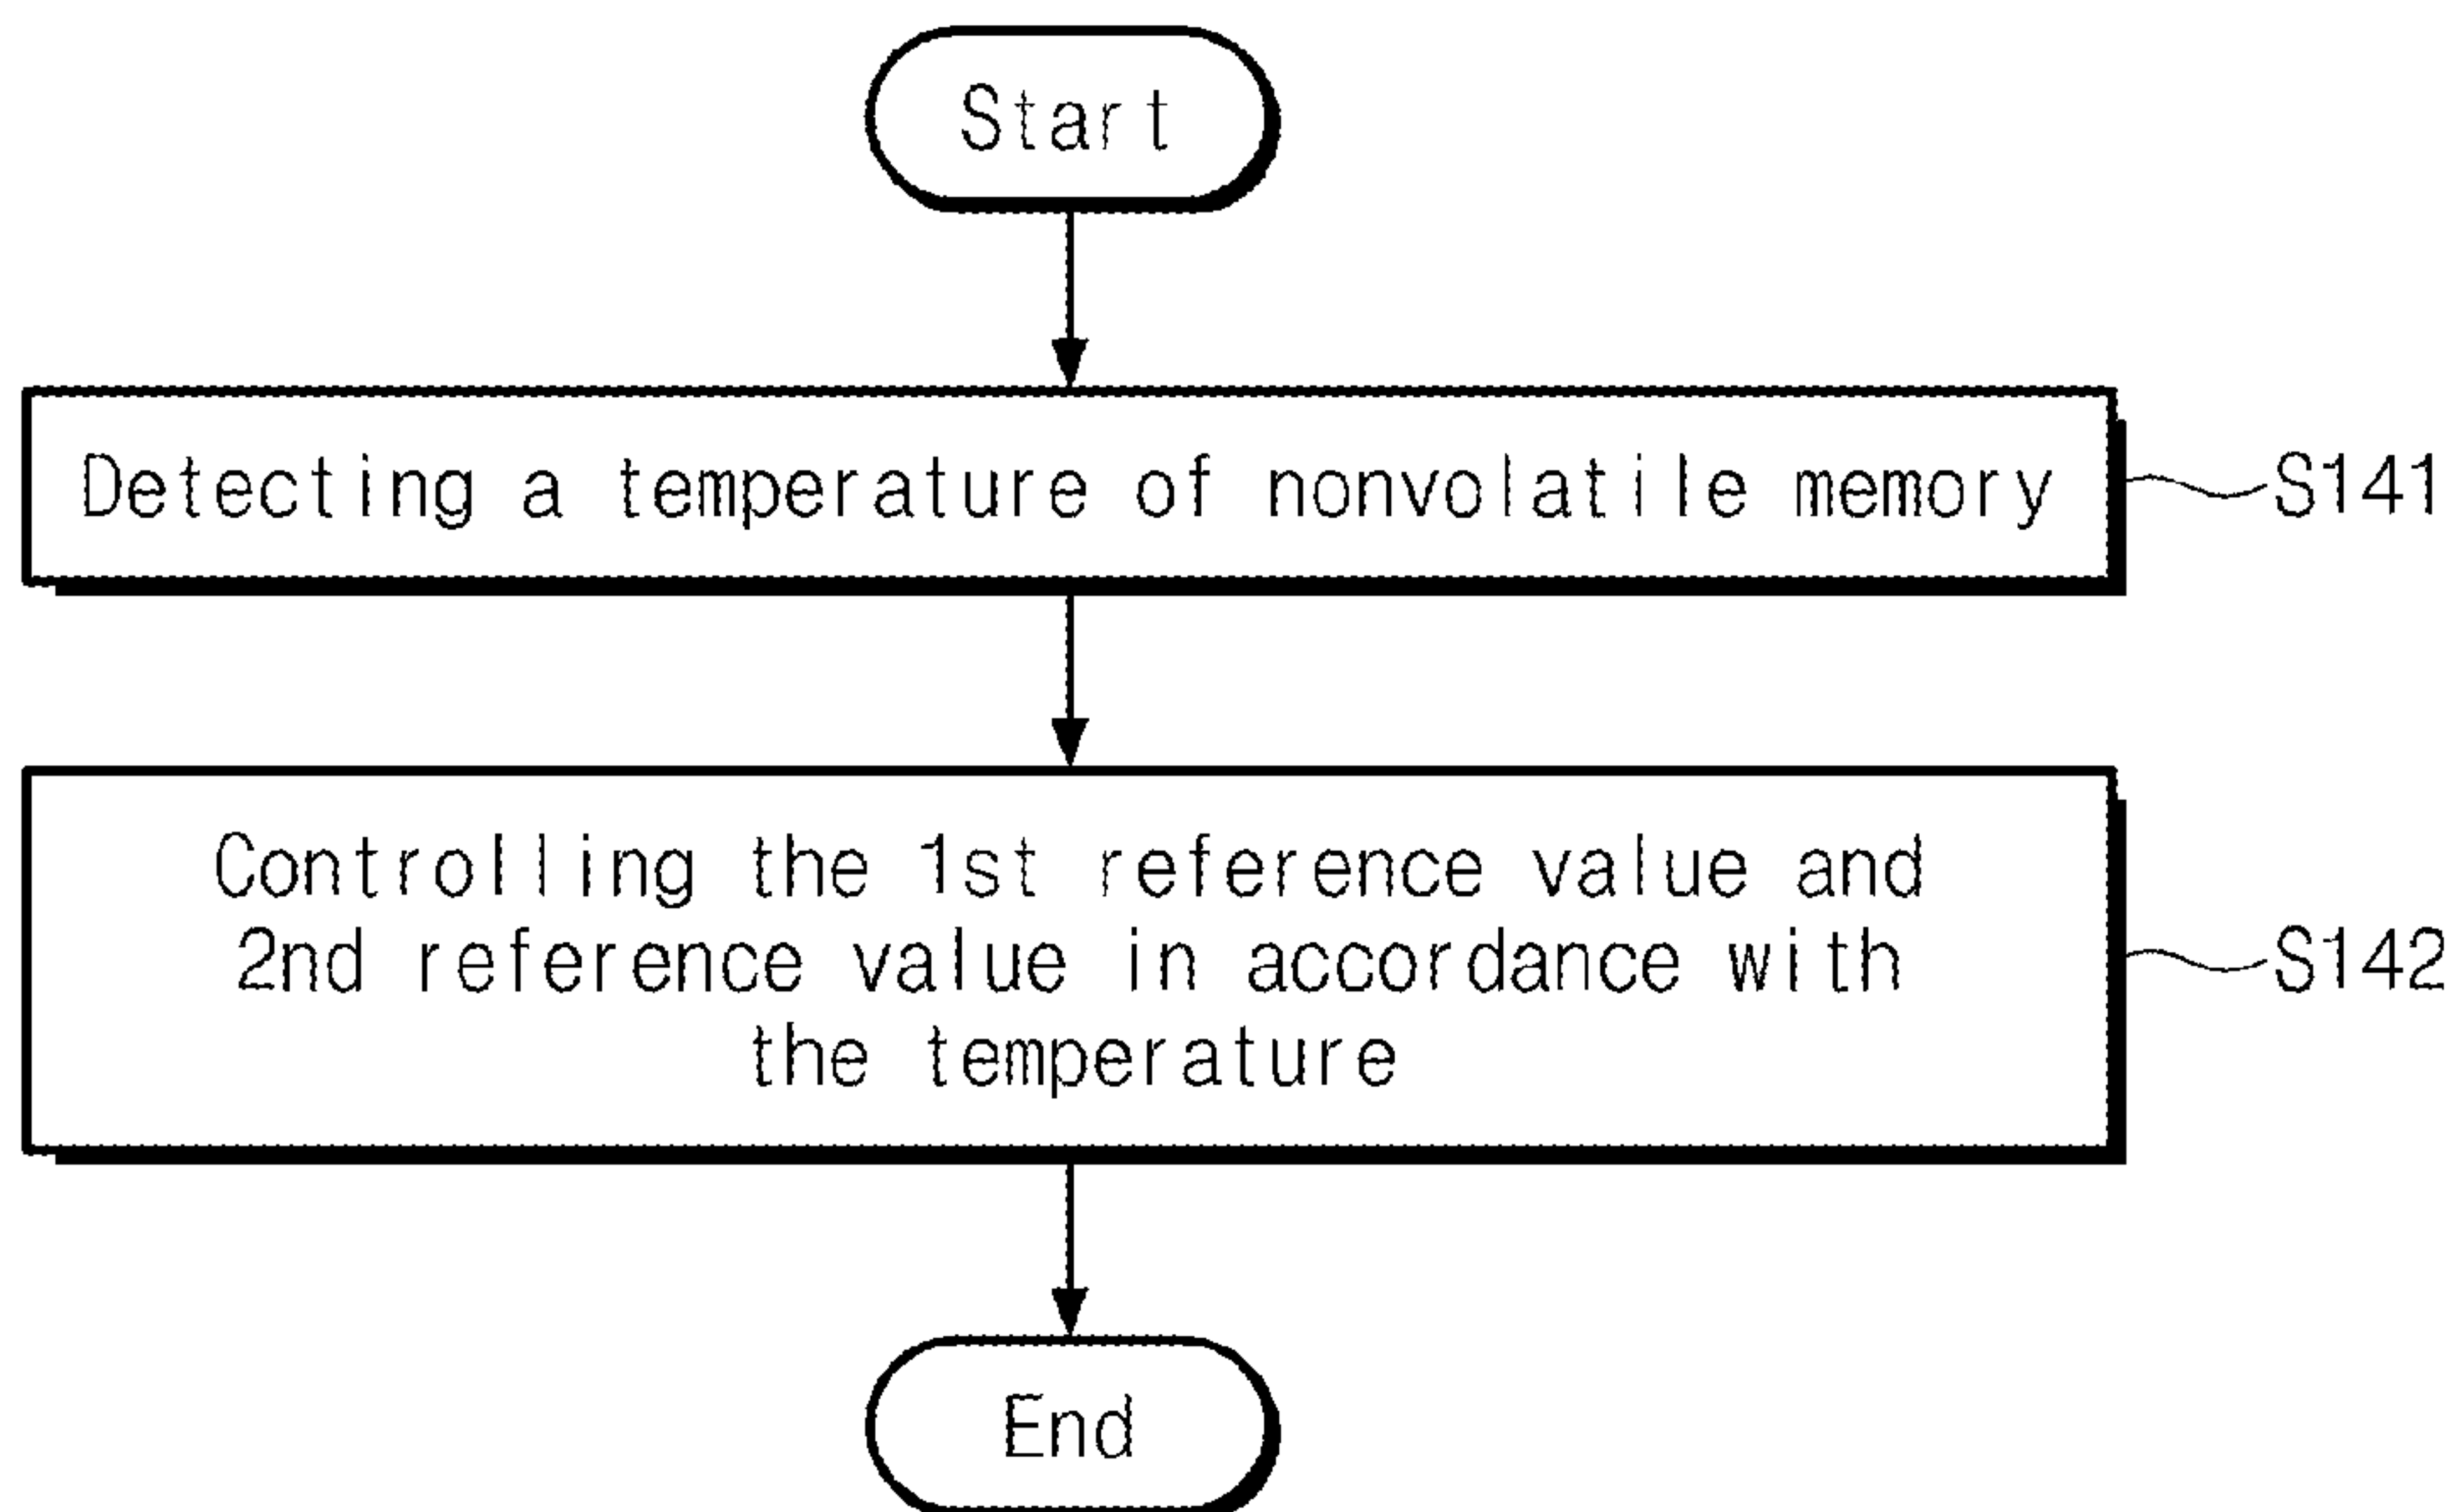 Start
Detecting a temperature of nonvolatile memory
S141
Controlling the 1st reference value and
2nd reference value in accordance with
the temperature
S142
End